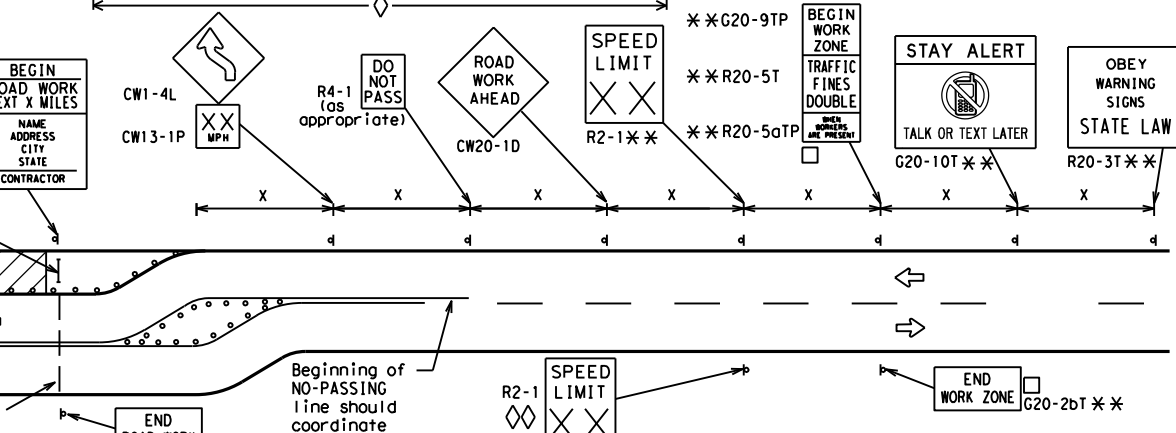 BEGIN
ROAD WORK
NEXT X MILES
NAME
ADDRESS
CITY
STATE
CONTRACTOR
CW1-4L
XX
MPH
CW13-1P
R4-1
(as
appropriate)
DO
NOT
PASS
ROAD
WORK
AHEAD
CW20-1D
SPEED
LIMIT
X X
R2-1 **
**G20-9TP
**R20-5T
**R20-5aTP
BEGIN
WORK
ZONE
TRAFFIC
FINES
DOUBLE
WHEN
WORKERS
ARE PRESENT
STAY ALERT
TALK OR TEXT LATER
G20-10T **
OBEY
WARNING
SIGNS
STATE LAW
R20-3T **
X X X X X X X
Beginning of
NO-PASSING
line should
coordinate
R2-1
SPEED
LIMIT
X X
END
WORK ZONE
G20-2bT **
END
ROAD WORK